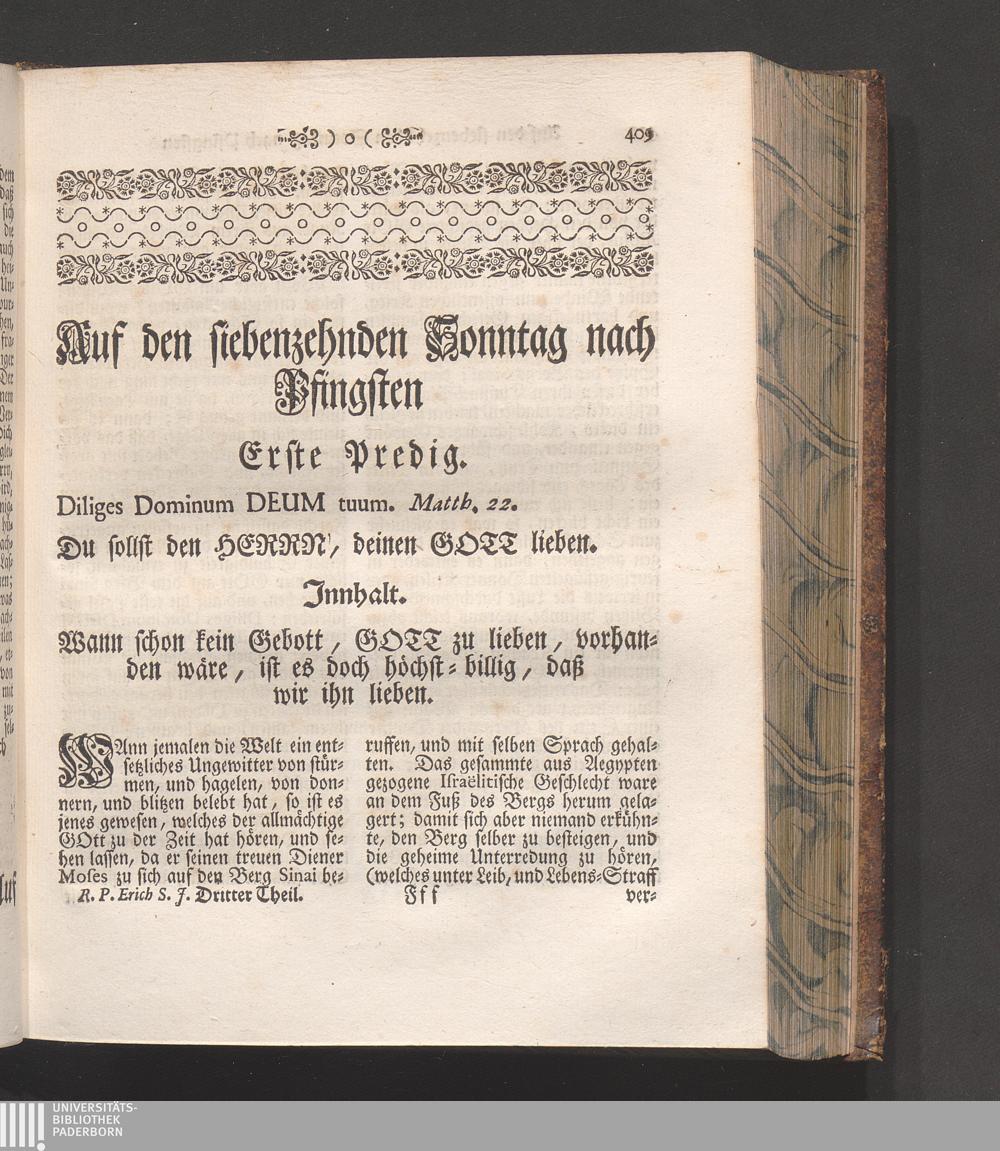 ) o (
409
Auf den siebenzehnden Sonntag nach
Pfingsten
Erste Predig.
Diliges Dominum DEUM tuum. Matth. 22.
Du sollst den HERRN, deinen GOTT lieben.
Innhalt.
Wann schon kein Gebott, GOTT zu lieben, vorhan-
den wäre, ist es doch höchst-billig, daß
wir ihn lieben.
WAnn jemalen die Welt ein ent-
setzliches Ungewitter von stür-
men, und hagelen, von don-
nern, und blitzen belebt hat, so ist es
jenes gewesen, welches der allmächtige
GOtt zu der Zeit hat hören, und se-
hen lassen, da er seinen treuen Diener
Moses zu sich auf den Berg Sinai be-
ruffen, und mit selben Sprach gehal-
ten. Das gesammte aus Aegypten
gezogene Israëlitische Geschlecht ware
an dem Fuß des Bergs herum gela-
gert; damit sich aber niemand erkühn-
te, den Berg selber zu besteigen, und
die geheime Unterredung zu hören,
(welches unter Leib, und Lebens-Straff
R. P. Erich S. J. Dritter Theil.
Fff
ver-
UNIVERSITÄTS-
BIBLIOTHEK
PADERBORN